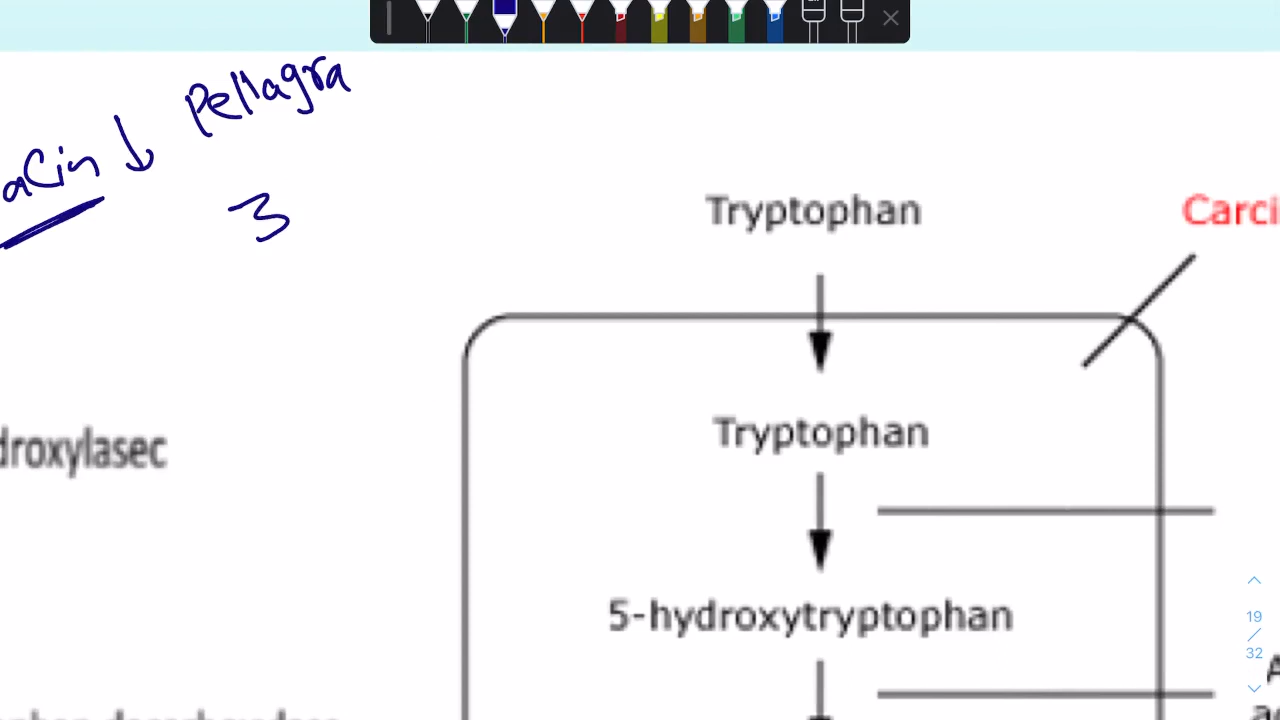 Pellagra
aCin ↓
3
Tryptophan
Carci
Tryptophan
droxylasec
5-hydroxytryptophan
19
/
32